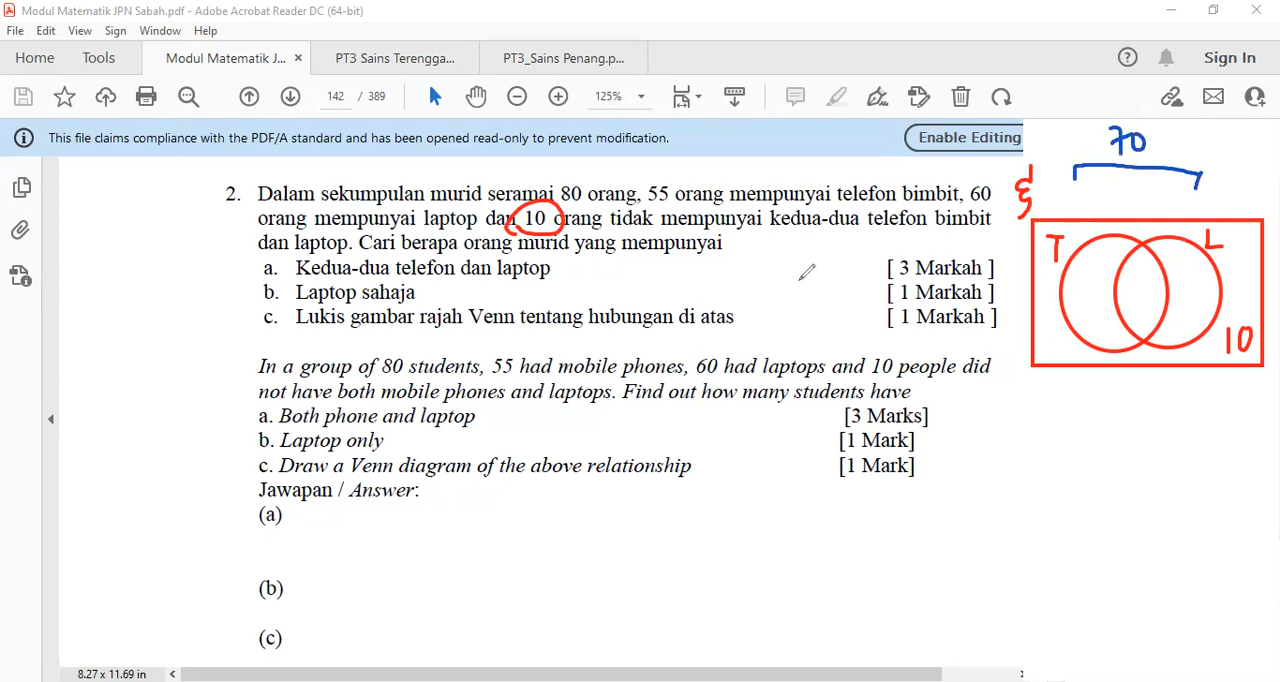 Modul Matematik JPN Sabah.pdf - Adobe Acrobat Reader DC (64-bit)
File Edit View Sign Window Help
Home Tools Modul Matematik J... × PT3 Sains Terengga... PT3_Sains Penang.p... Sign In
142 / 389 125%
This file claims compliance with the PDF/A standard and has been opened read-only to prevent modification. Enable Editing
70
2. Dalam sekumpulan murid seramai 80 orang, 55 orang mempunyai telefon bimbit, 60
orang mempunyai laptop dan 10 orang tidak mempunyai kedua-dua telefon bimbit
dan laptop. Cari berapa orang murid yang mempunyai
a. Kedua-dua telefon dan laptop [ 3 Markah ]
b. Laptop sahaja [ 1 Markah ]
c. Lukis gambar rajah Venn tentang hubungan di atas [ 1 Markah ]
ξ
T L
10
In a group of 80 students, 55 had mobile phones, 60 had laptops and 10 people did
not have both mobile phones and laptops. Find out how many students have
a. Both phone and laptop [3 Marks]
b. Laptop only [1 Mark]
c. Draw a Venn diagram of the above relationship [1 Mark]
Jawapan / Answer:
(a)
(b)
(c)
8.27 x 11.69 in